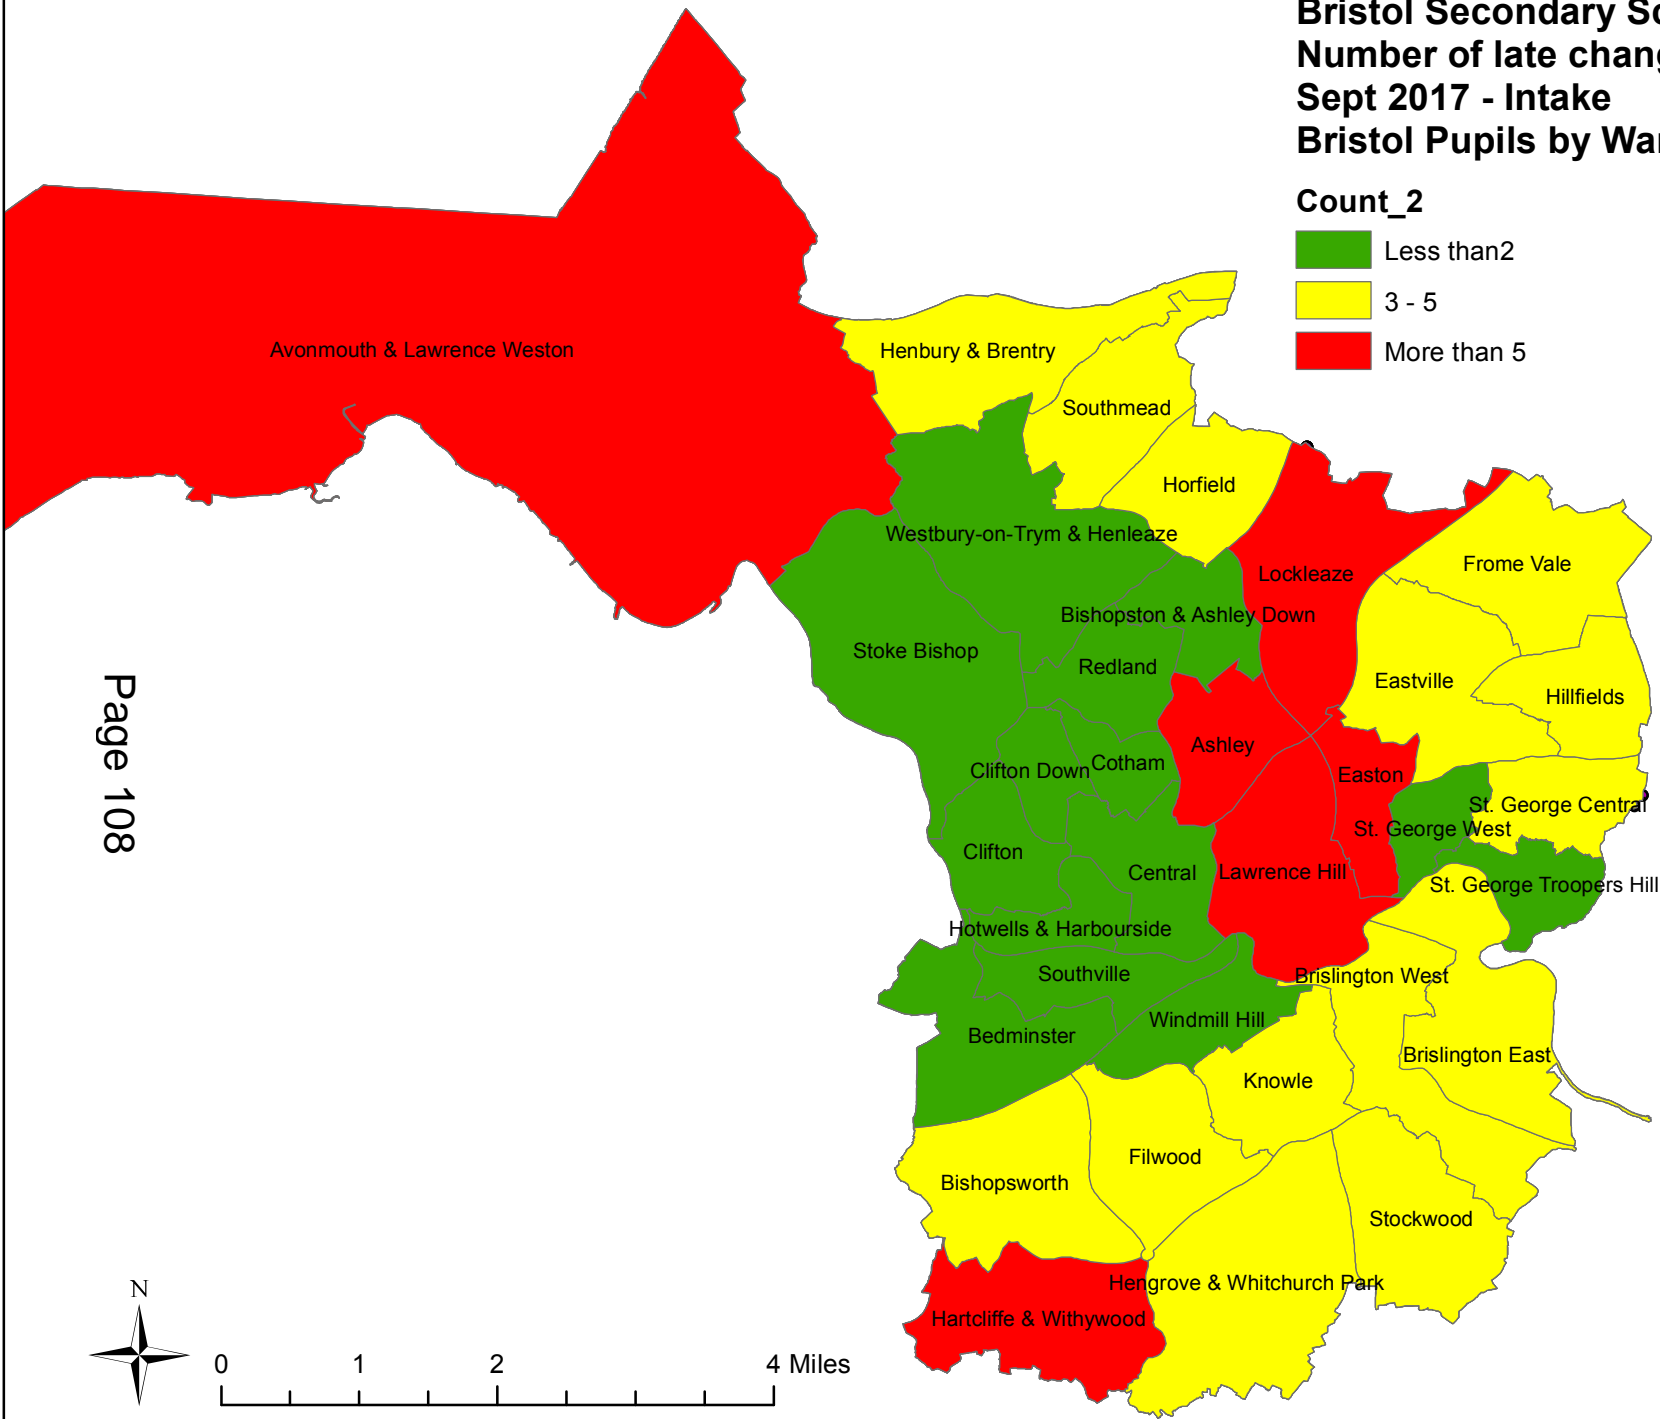 Bristol Secondary
Number of late
Sept 2017 - Intake
Bristol Pupils by
Count_2
Less than2
3 - 5
More than 5
Avonmouth & Lawrence Weston
Henbury & Brentry
Southmead
Horfield
Westbury-on-Trym & Henleaze
Lockleaze
Frome Vale
Bishopston & Ashley Down
Stoke Bishop
Redland
Eastville
Hillfields
Ashley
Clifton Down
Cotham
Easton
St. George Central
St. George West
Clifton
Central
Lawrence Hill
St. George Troopers Hill
Hotwells & Harbourside
Southville
Brislington West
Bedminster
Windmill Hill
Brislington East
Knowle
Filwood
Bishopsworth
Stockwood
Hengrove & Whitchurch Park
Hartcliffe & Withywood
Page 108
N
0 1 2 4 Miles